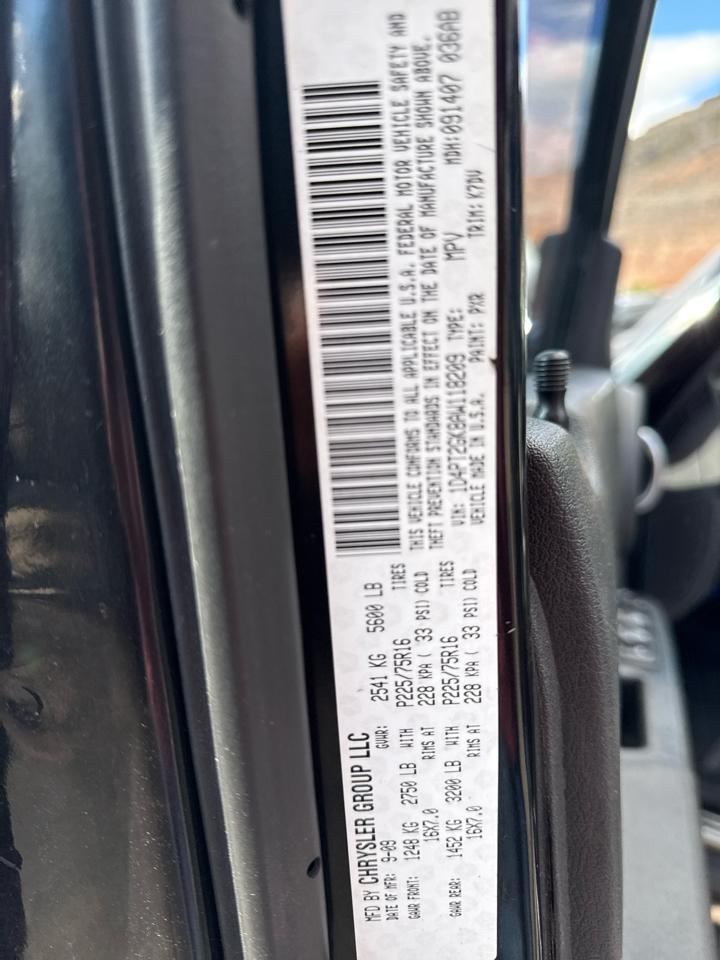 MFD BY CHRYSLER GROUP LLC
DATE OF MFR: 9-09 GVWR: 2541 KG 5600 LB
GAWR FRONT: 1248 KG 2750 LB WITH P225/75R16 TIRES
16X7.0 RIMS AT 228 KPA ( 33 PSI) COLD
GAWR REAR: 1452 KG 3200 LB WITH P225/75R16 TIRES
16X7.0 RIMS AT 228 KPA ( 33 PSI) COLD
THIS VEHICLE CONFORMS TO ALL APPLICABLE U.S.A. FEDERAL MOTOR VEHICLE SAFETY AND
THEFT PREVENTION STANDARDS IN EFFECT ON THE DATE OF MANUFACTURE SHOWN ABOVE.
VIN: 1D4PT2GK8AW118209 TYPE: MPV MDH:091407 036AB
VEHICLE MADE IN U.S.A. PAINT: PXR TRIM: K7DV